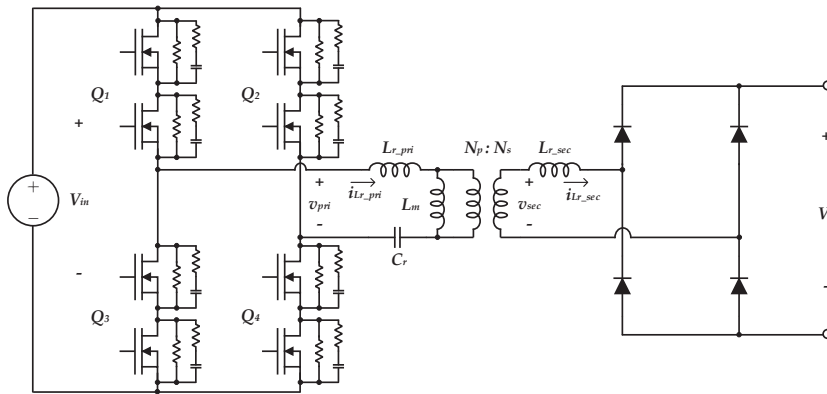 Q1
Q2
+
Vin
-
+
−
Lr_pri
Np : Ns
Lr_sec
+
iLr_pri
vpri
-
Lm
+
vsec
-
iLr_sec
Cr
Q3
Q4
+
V
-